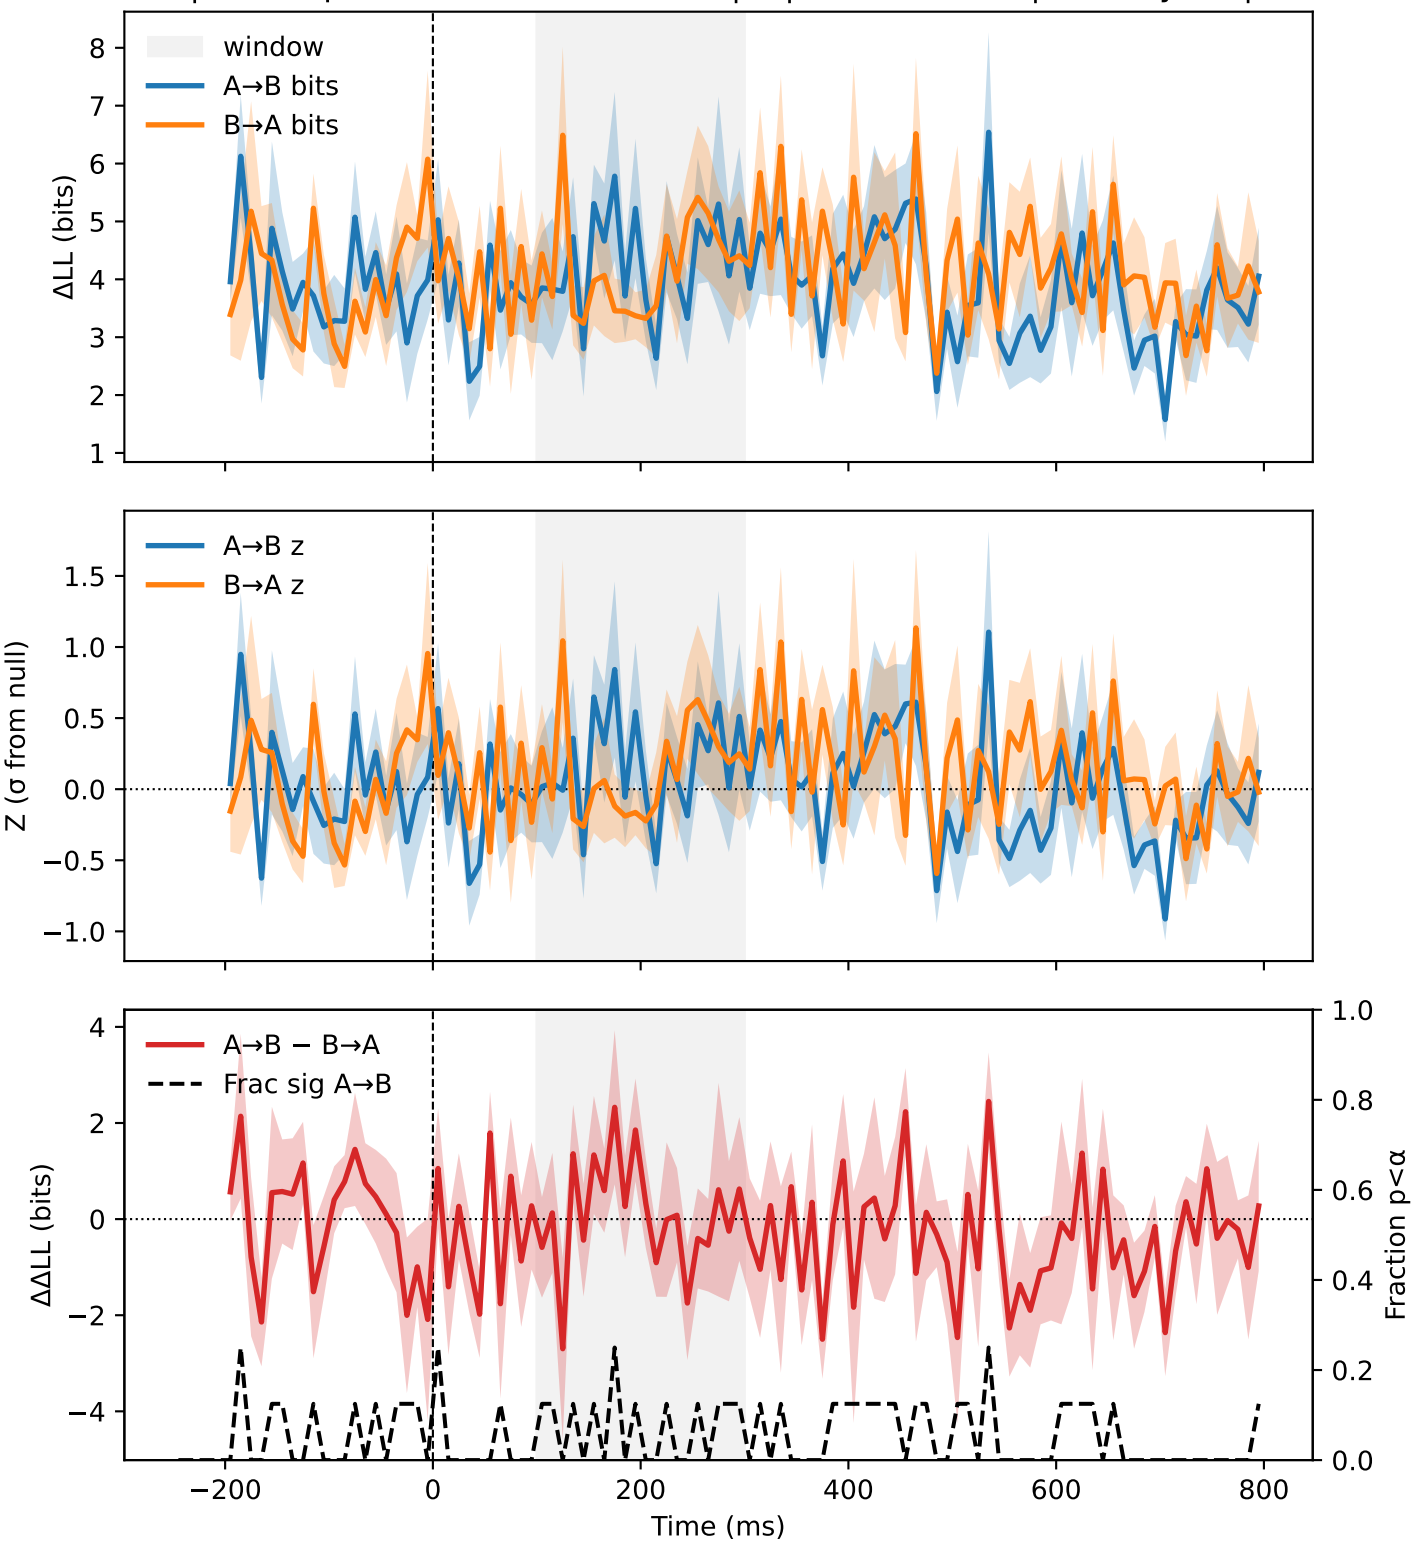 8
7
6
5
4
3
2
1
ΔLL (bits)
window
A→B bits
B→A bits
1.5
1.0
0.5
0.0
−0.5
−1.0
Z (σ from null)
A→B z
B→A z
4
2
0
−2
−4
ΔΔLL (bits)
A→B − B→A
Frac sig A→B
1.0
0.8
0.6
0.4
0.2
0.0
Fraction p<α
−200
0
200
400
600
800
Time (ms)